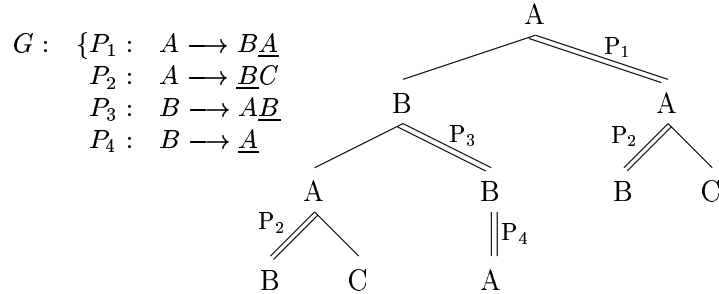 A
G : {P₁ : A ⟶ BA
P₁
P₂ : A ⟶ BC
P₃ : B ⟶ AB
B
A
P₄ : B ⟶ A
P₃
P₂
A
B
B
C
P₂
P₄
B
C
A